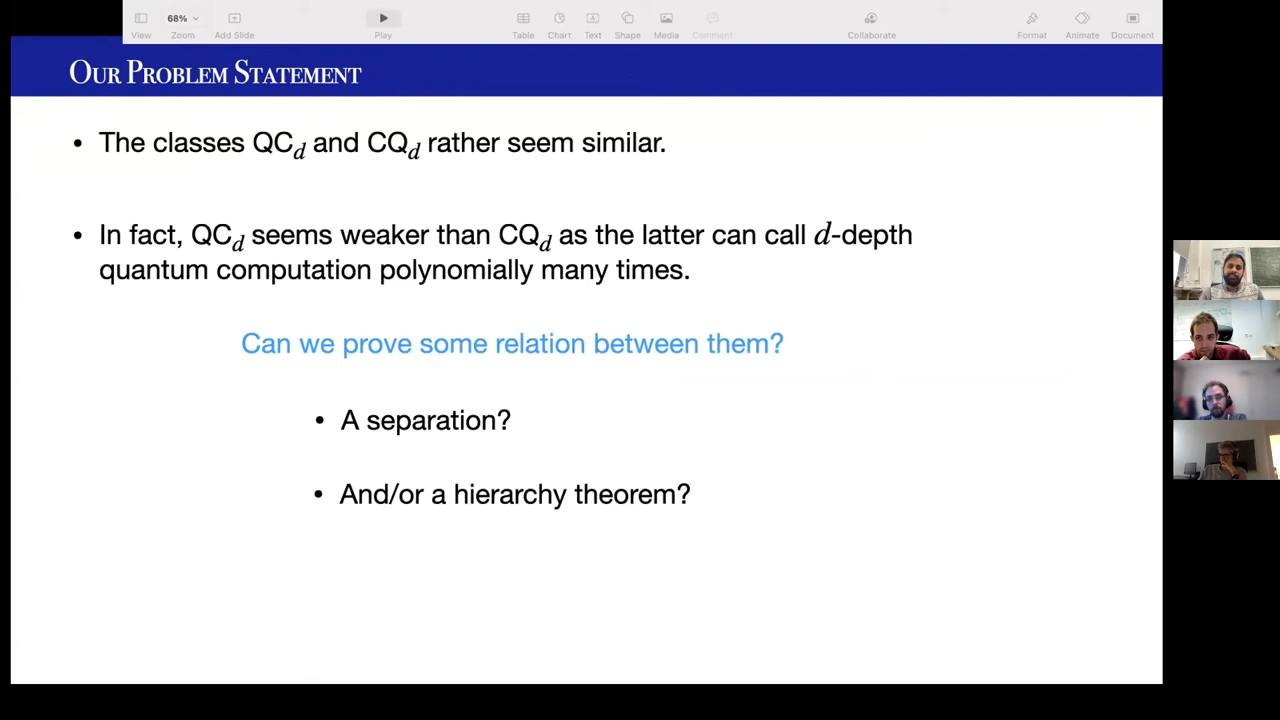 68%
View
Zoom
Add Slide
Play
Table
Chart
Text
Shape
Media
Comment
Collaborate
Format
Animate
Document
OUR PROBLEM STATEMENT
• The classes QC_d and CQ_d rather seem similar.
• In fact, QC_d seems weaker than CQ_d as the latter can call d-depth
quantum computation polynomially many times.
Can we prove some relation between them?
• A separation?
• And/or a hierarchy theorem?